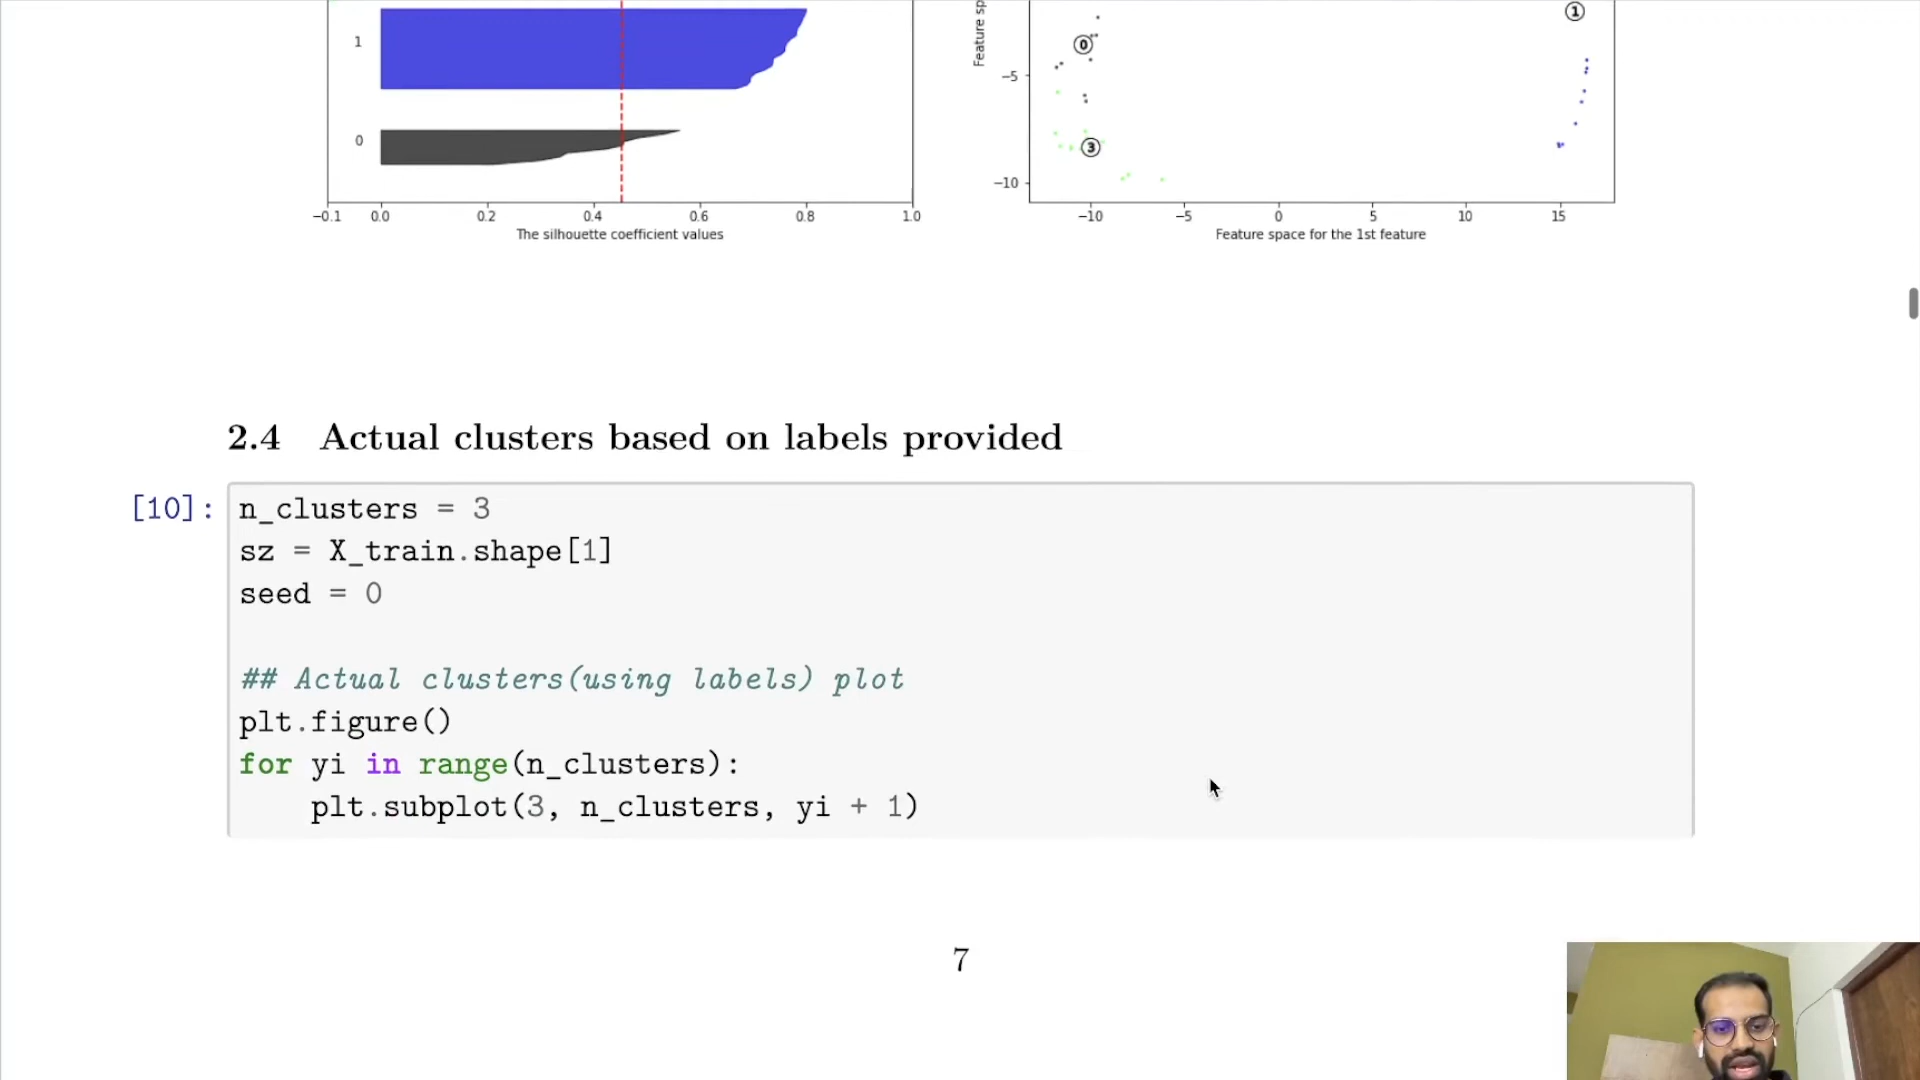 1
0
−0.1 0.0 0.2 0.4 0.6 0.8 1.0
The silhouette coefficient values
Feature sp
1
0
−5
3
−10
−10 −5 0 5 10 15
Feature space for the 1st feature
2.4 Actual clusters based on labels provided
[10]: n_clusters = 3
sz = X_train.shape[1]
seed = 0
## Actual clusters(using labels) plot
plt.figure()
for yi in range(n_clusters):
    plt.subplot(3, n_clusters, yi + 1)
7